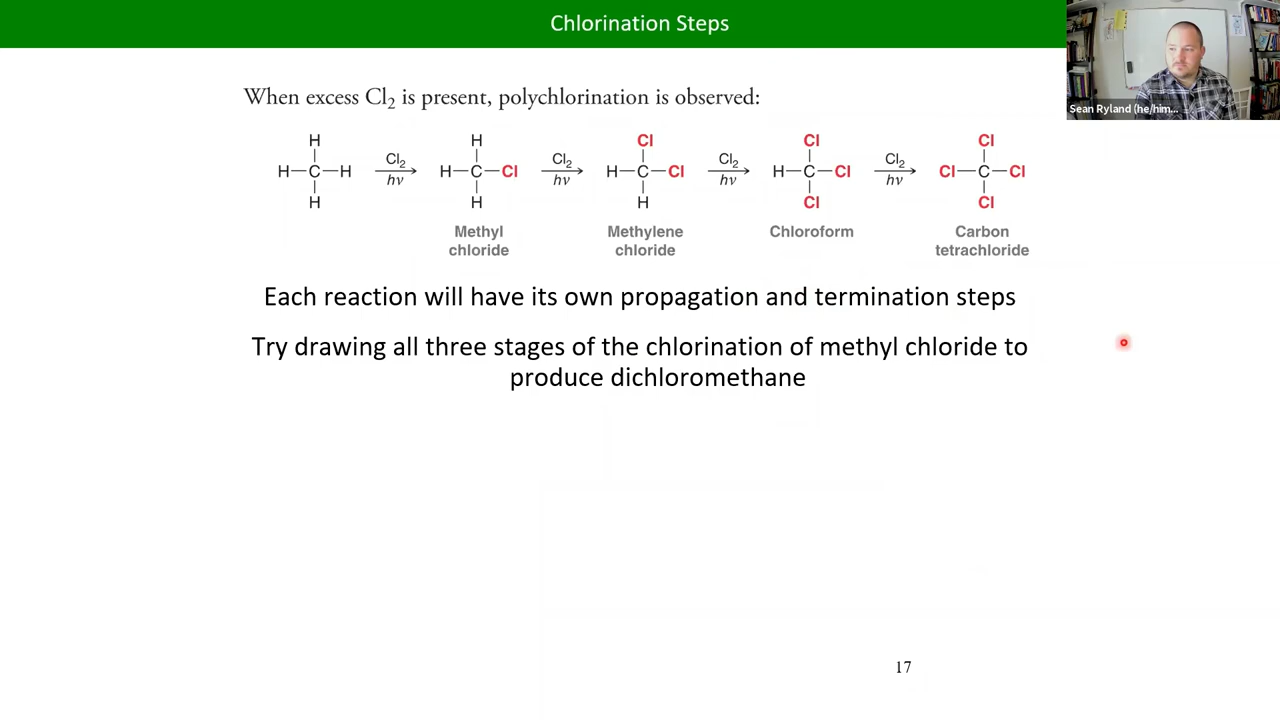 Chlorination Steps
Sean Ryland (he/him...
When excess Cl2 is present, polychlorination is observed:
H H Cl Cl Cl
H—C—H Cl2 hν H—C—Cl Cl2 hν H—C—Cl Cl2 hν H—C—Cl Cl2 hν Cl—C—Cl
H H H Cl Cl
Methyl Methylene Chloroform Carbon
chloride chloride tetrachloride
Each reaction will have its own propagation and termination steps
Try drawing all three stages of the chlorination of methyl chloride to
produce dichloromethane
17